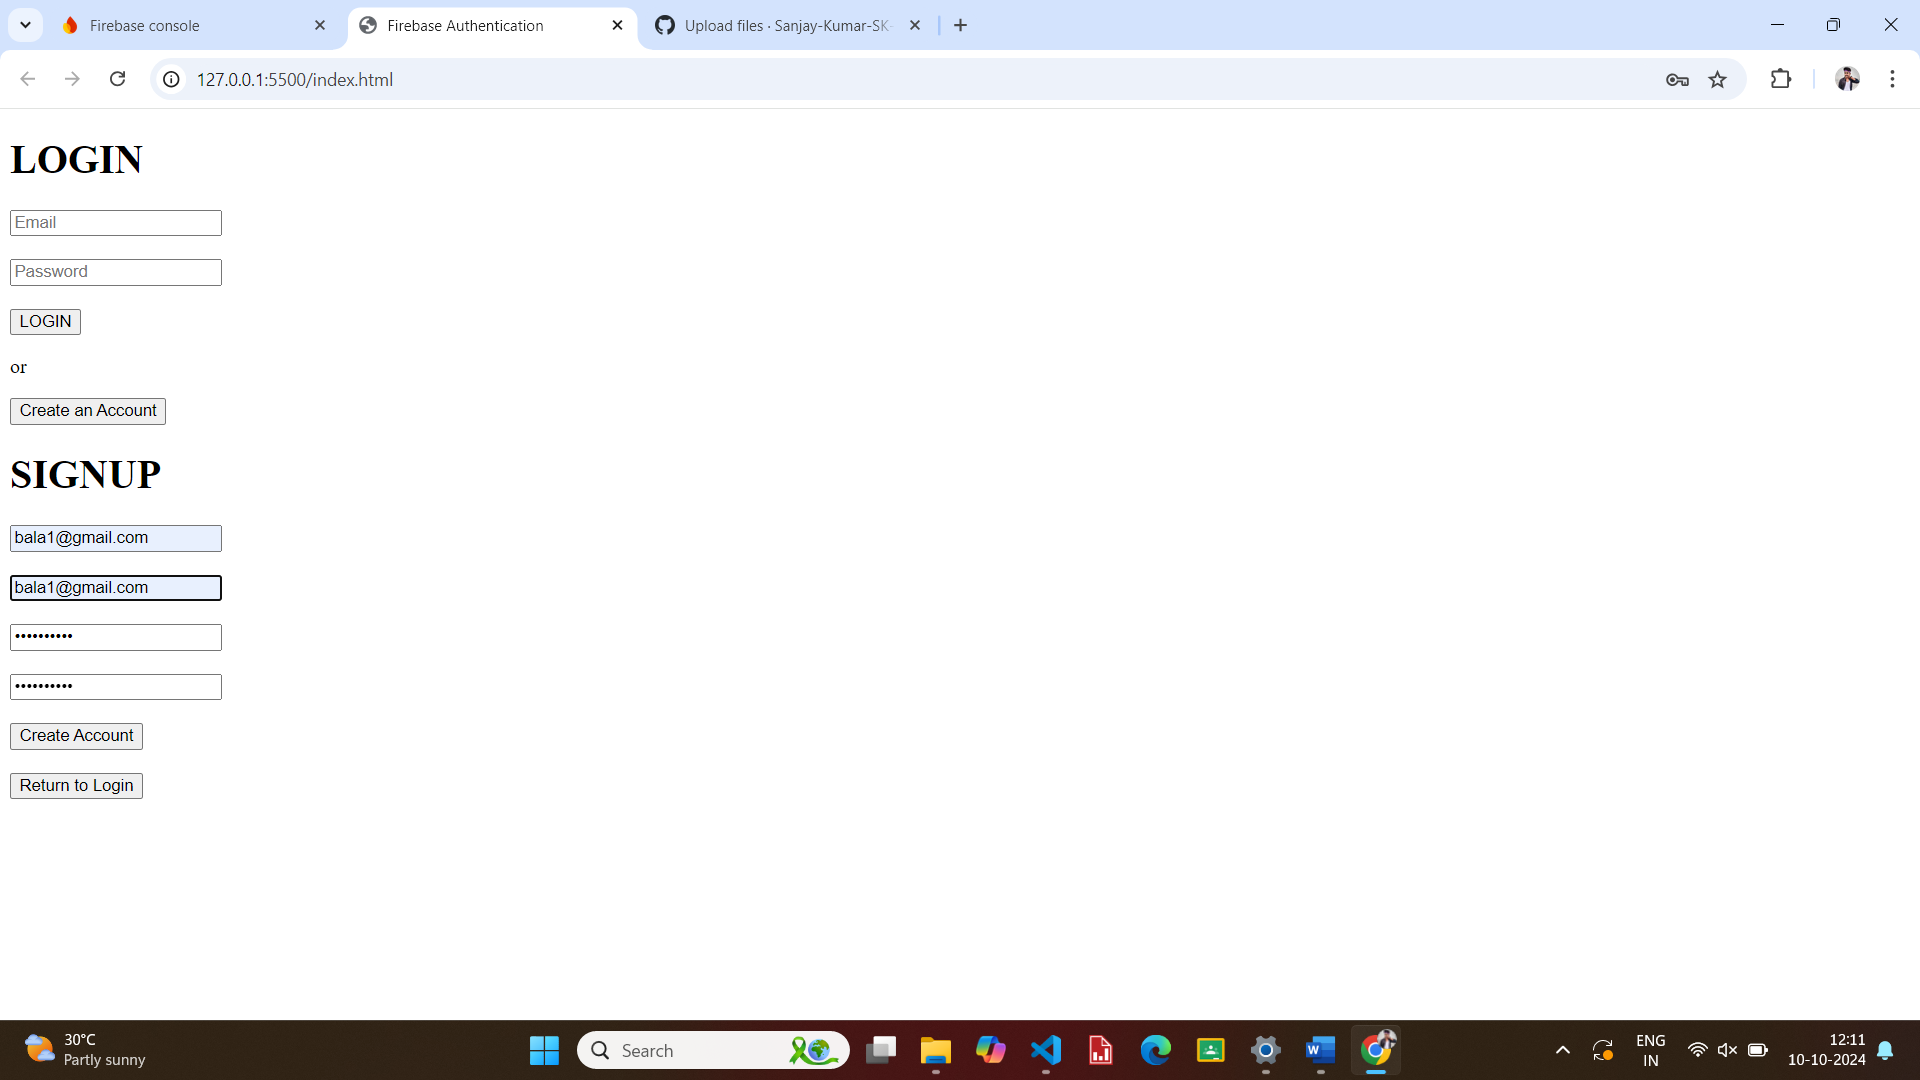 Firebase console
Firebase Authentication
Upload files · Sanjay-Kumar-SK-
127.0.0.1:5500/index.html
LOGIN
Email
Password
LOGIN
or
Create an Account
SIGNUP
bala1@gmail.com
bala1@gmail.com
••••••••••
••••••••••
Create Account
Return to Login
30°C
Partly sunny
Search
ENG
IN
12:11
10-10-2024